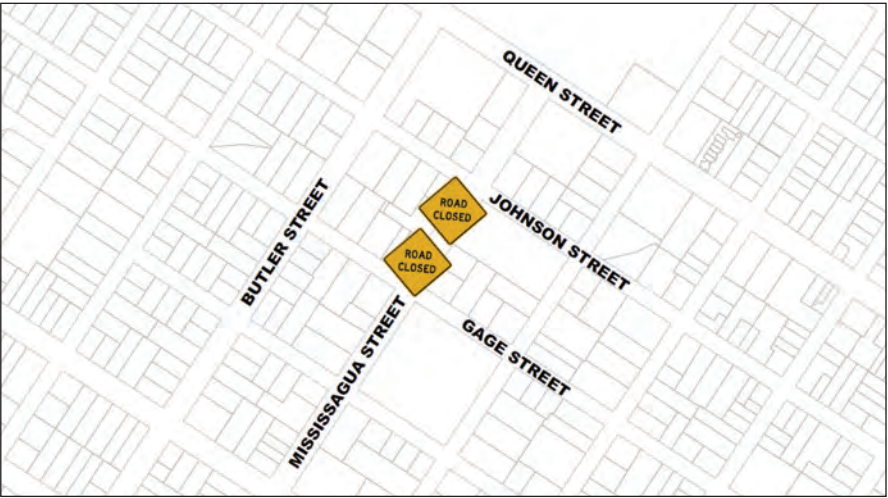 QUEEN STREET
BUTLER STREET
ROAD
CLOSED
JOHNSON STREET
ROAD
CLOSED
MISSISSAGUA STREET
GAGE STREET